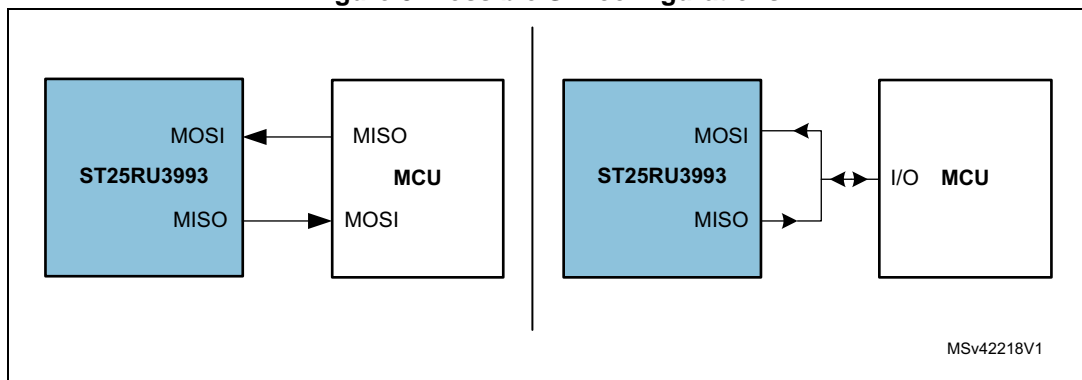 MOSI
MISO
ST25RU3993
MCU
MISO
MOSI
MOSI
ST25RU3993
I/O MCU
MISO
MSv42218V1